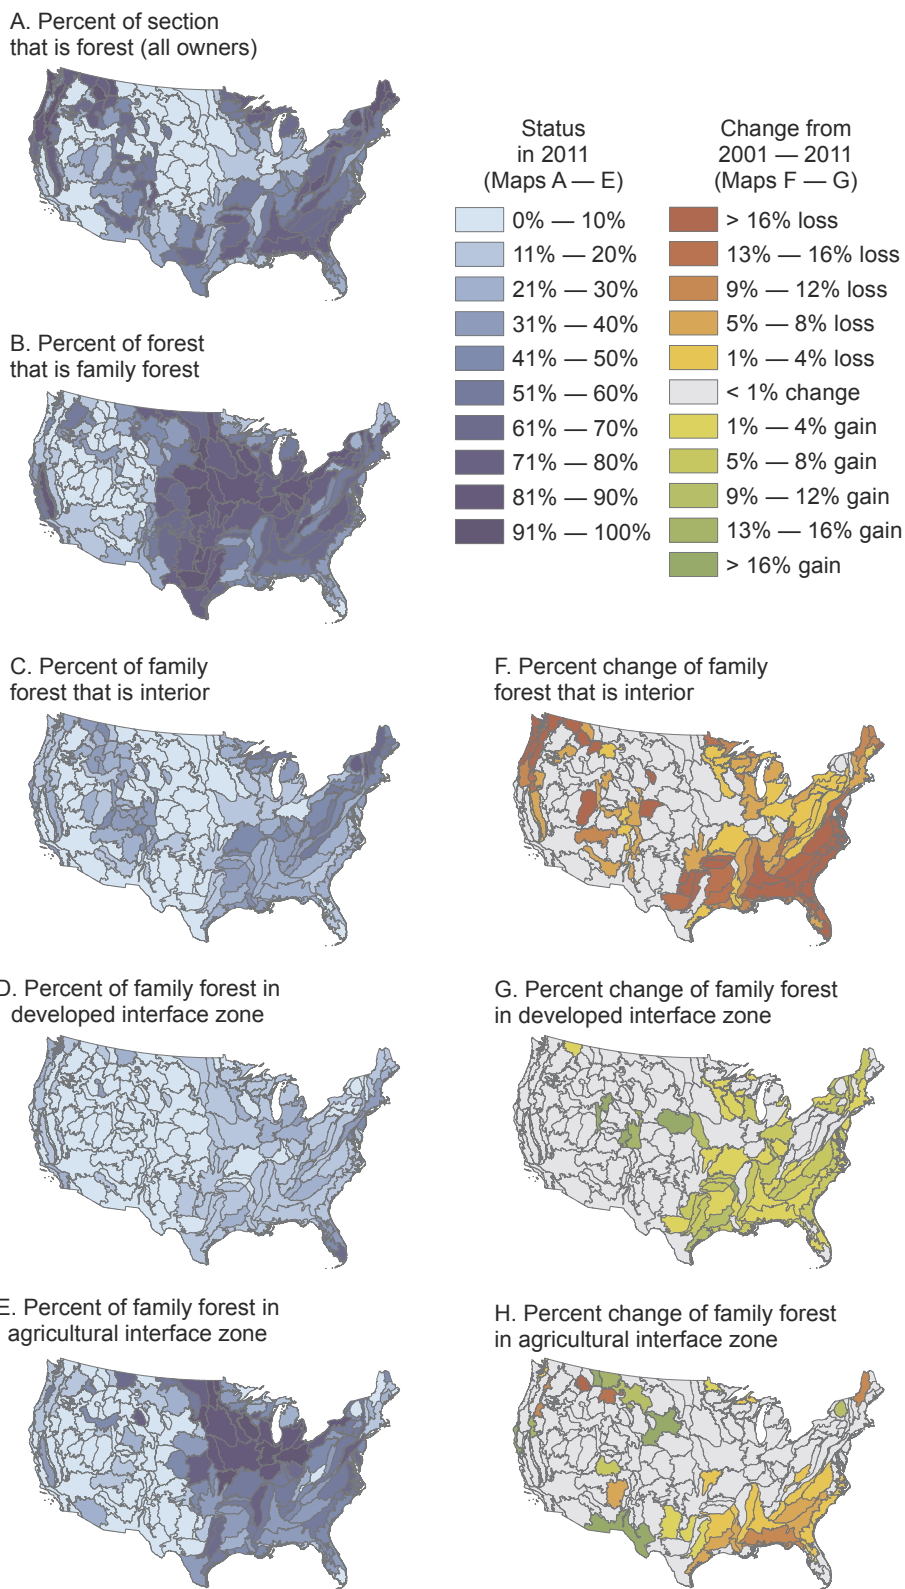 A. Percent of section
that is forest (all owners)
Status
in 2011
(Maps A — E)
0% — 10%
11% — 20%
21% — 30%
31% — 40%
41% — 50%
51% — 60%
61% — 70%
71% — 80%
81% — 90%
91% — 100%
Change from
2001 — 2011
(Maps F — G)
> 16% loss
13% — 16% loss
9% — 12% loss
5% — 8% loss
1% — 4% loss
< 1% change
1% — 4% gain
5% — 8% gain
9% — 12% gain
13% — 16% gain
> 16% gain
B. Percent of forest
that is family forest
C. Percent of family
forest that is interior
F. Percent change of family
forest that is interior
D. Percent of family forest in
developed interface zone
G. Percent change of family forest
in developed interface zone
E. Percent of family forest in
agricultural interface zone
H. Percent change of family forest
in agricultural interface zone